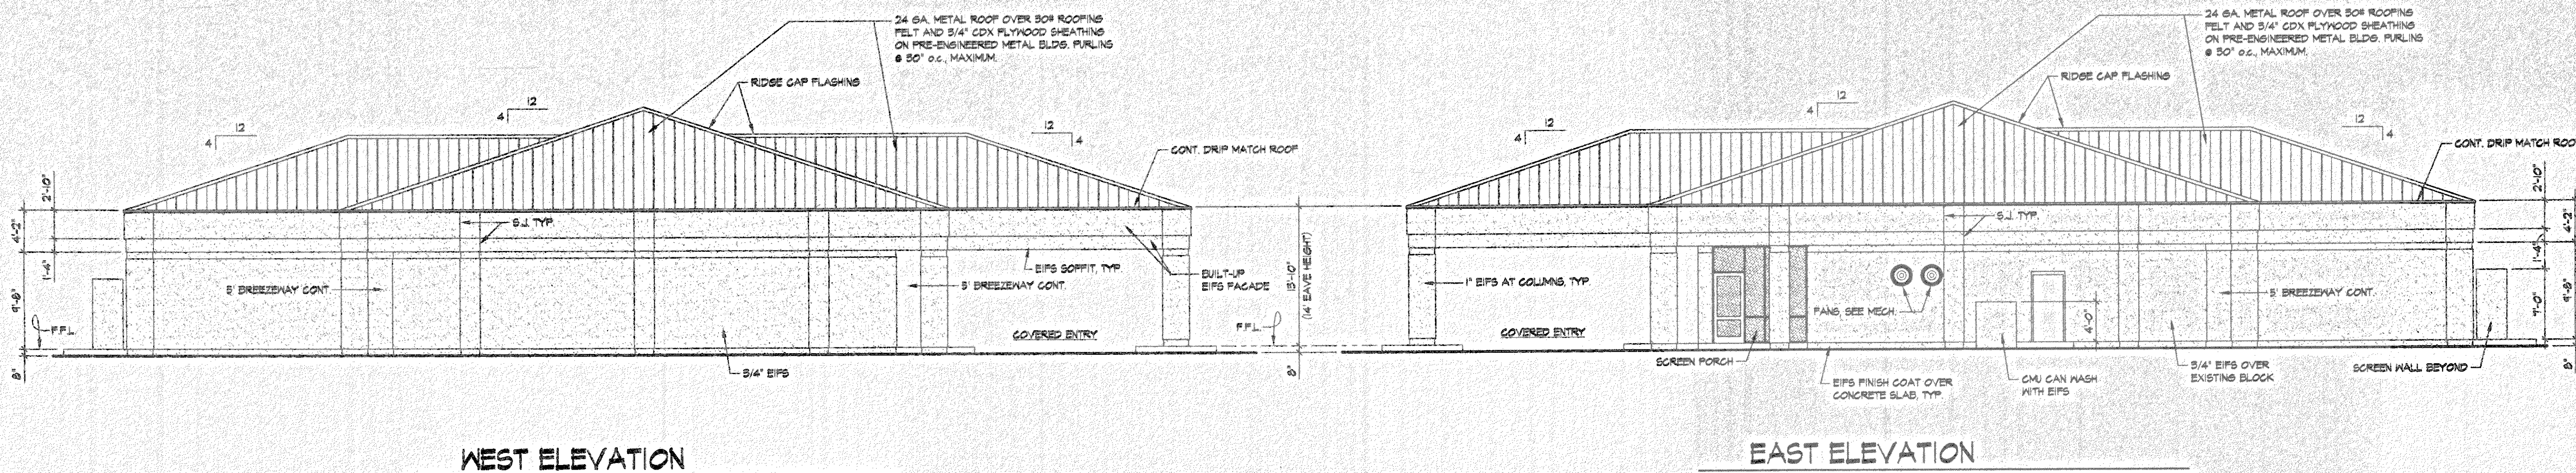 24 GA. METAL ROOF OVER 30# ROOFING
FELT AND 3/4" CDX PLYWOOD SHEATHING
ON PRE-ENGINEERED METAL BLDG. PURLINS
@ 30" o.c., MAXIMUM.
RIDGE CAP FLASHING
12
4
12
4
12
4
CONT. DRIP MATCH ROOF
2'-10"
4'-2"
1'-4"
9'-8"
8"
S.J. TYP.
EIFS SOFFIT, TYP.
BUILT-UP
EIFS FACADE
5' BREEZEWAY CONT.
5' BREEZEWAY CONT.
F.F.L.
COVERED ENTRY
3/4" EIFS
13'-10"
(14' EAVE HEIGHT)
F.F.L.
8"
WEST ELEVATION
24 GA. METAL ROOF OVER 30# ROOFING
FELT AND 3/4" CDX PLYWOOD SHEATHING
ON PRE-ENGINEERED METAL BLDG. PURLINS
@ 30" o.c., MAXIMUM.
RIDGE CAP FLASHING
12
4
12
4
12
4
CONT. DRIP MATCH ROO
2'-10"
4'-2"
1'-4"
9'-8"
8"
S.J. TYP.
1" EIFS AT COLUMNS, TYP.
5' BREEZEWAY CONT.
FANS, SEE MECH.
4'-0"
COVERED ENTRY
SCREEN PORCH
EIFS FINISH COAT OVER
CONCRETE SLAB, TYP.
CMU CAN WASH
WITH EIFS
3/4" EIFS OVER
EXISTING BLOCK
SCREEN WALL BEYOND
EAST ELEVATION